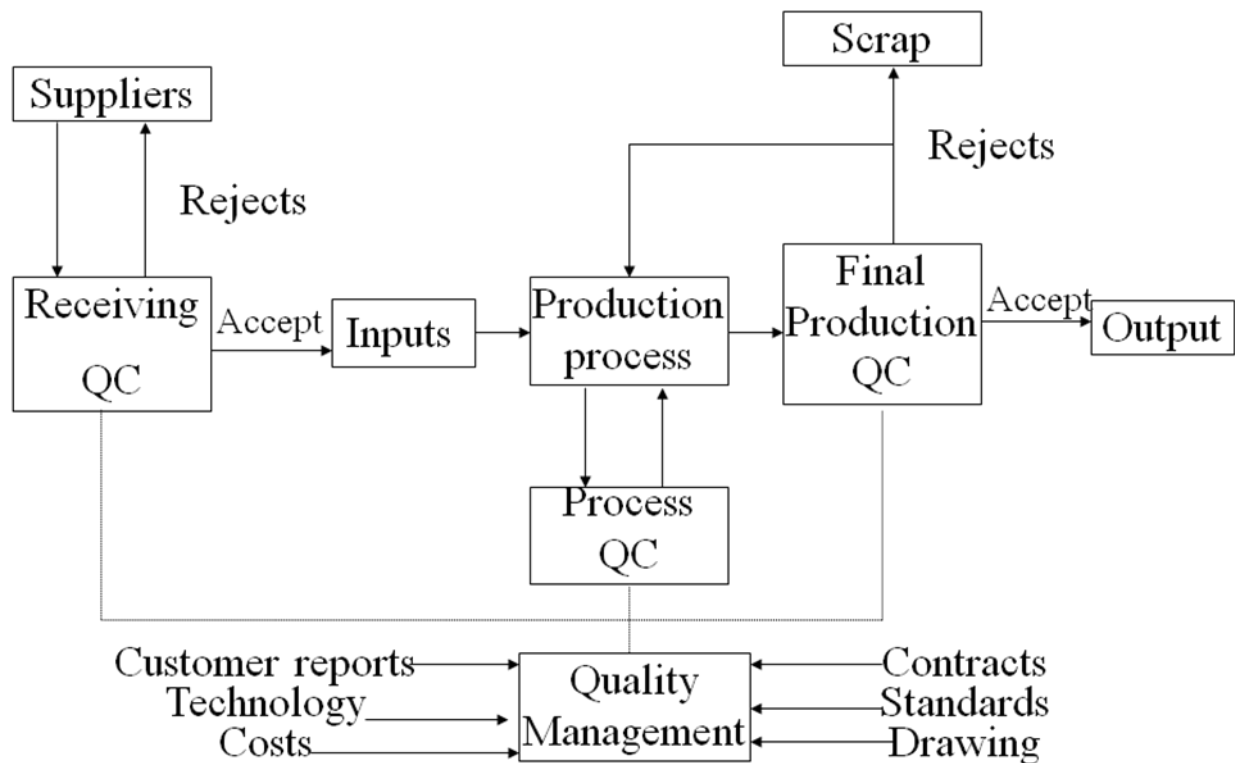 Scrap
Suppliers
Rejects
Rejects
Receiving
QC
Accept
Inputs
Production
process
Final
Production
QC
Accept
Output
Process
QC
Customer reports
Technology
Costs
Quality
Management
Contracts
Standards
Drawing